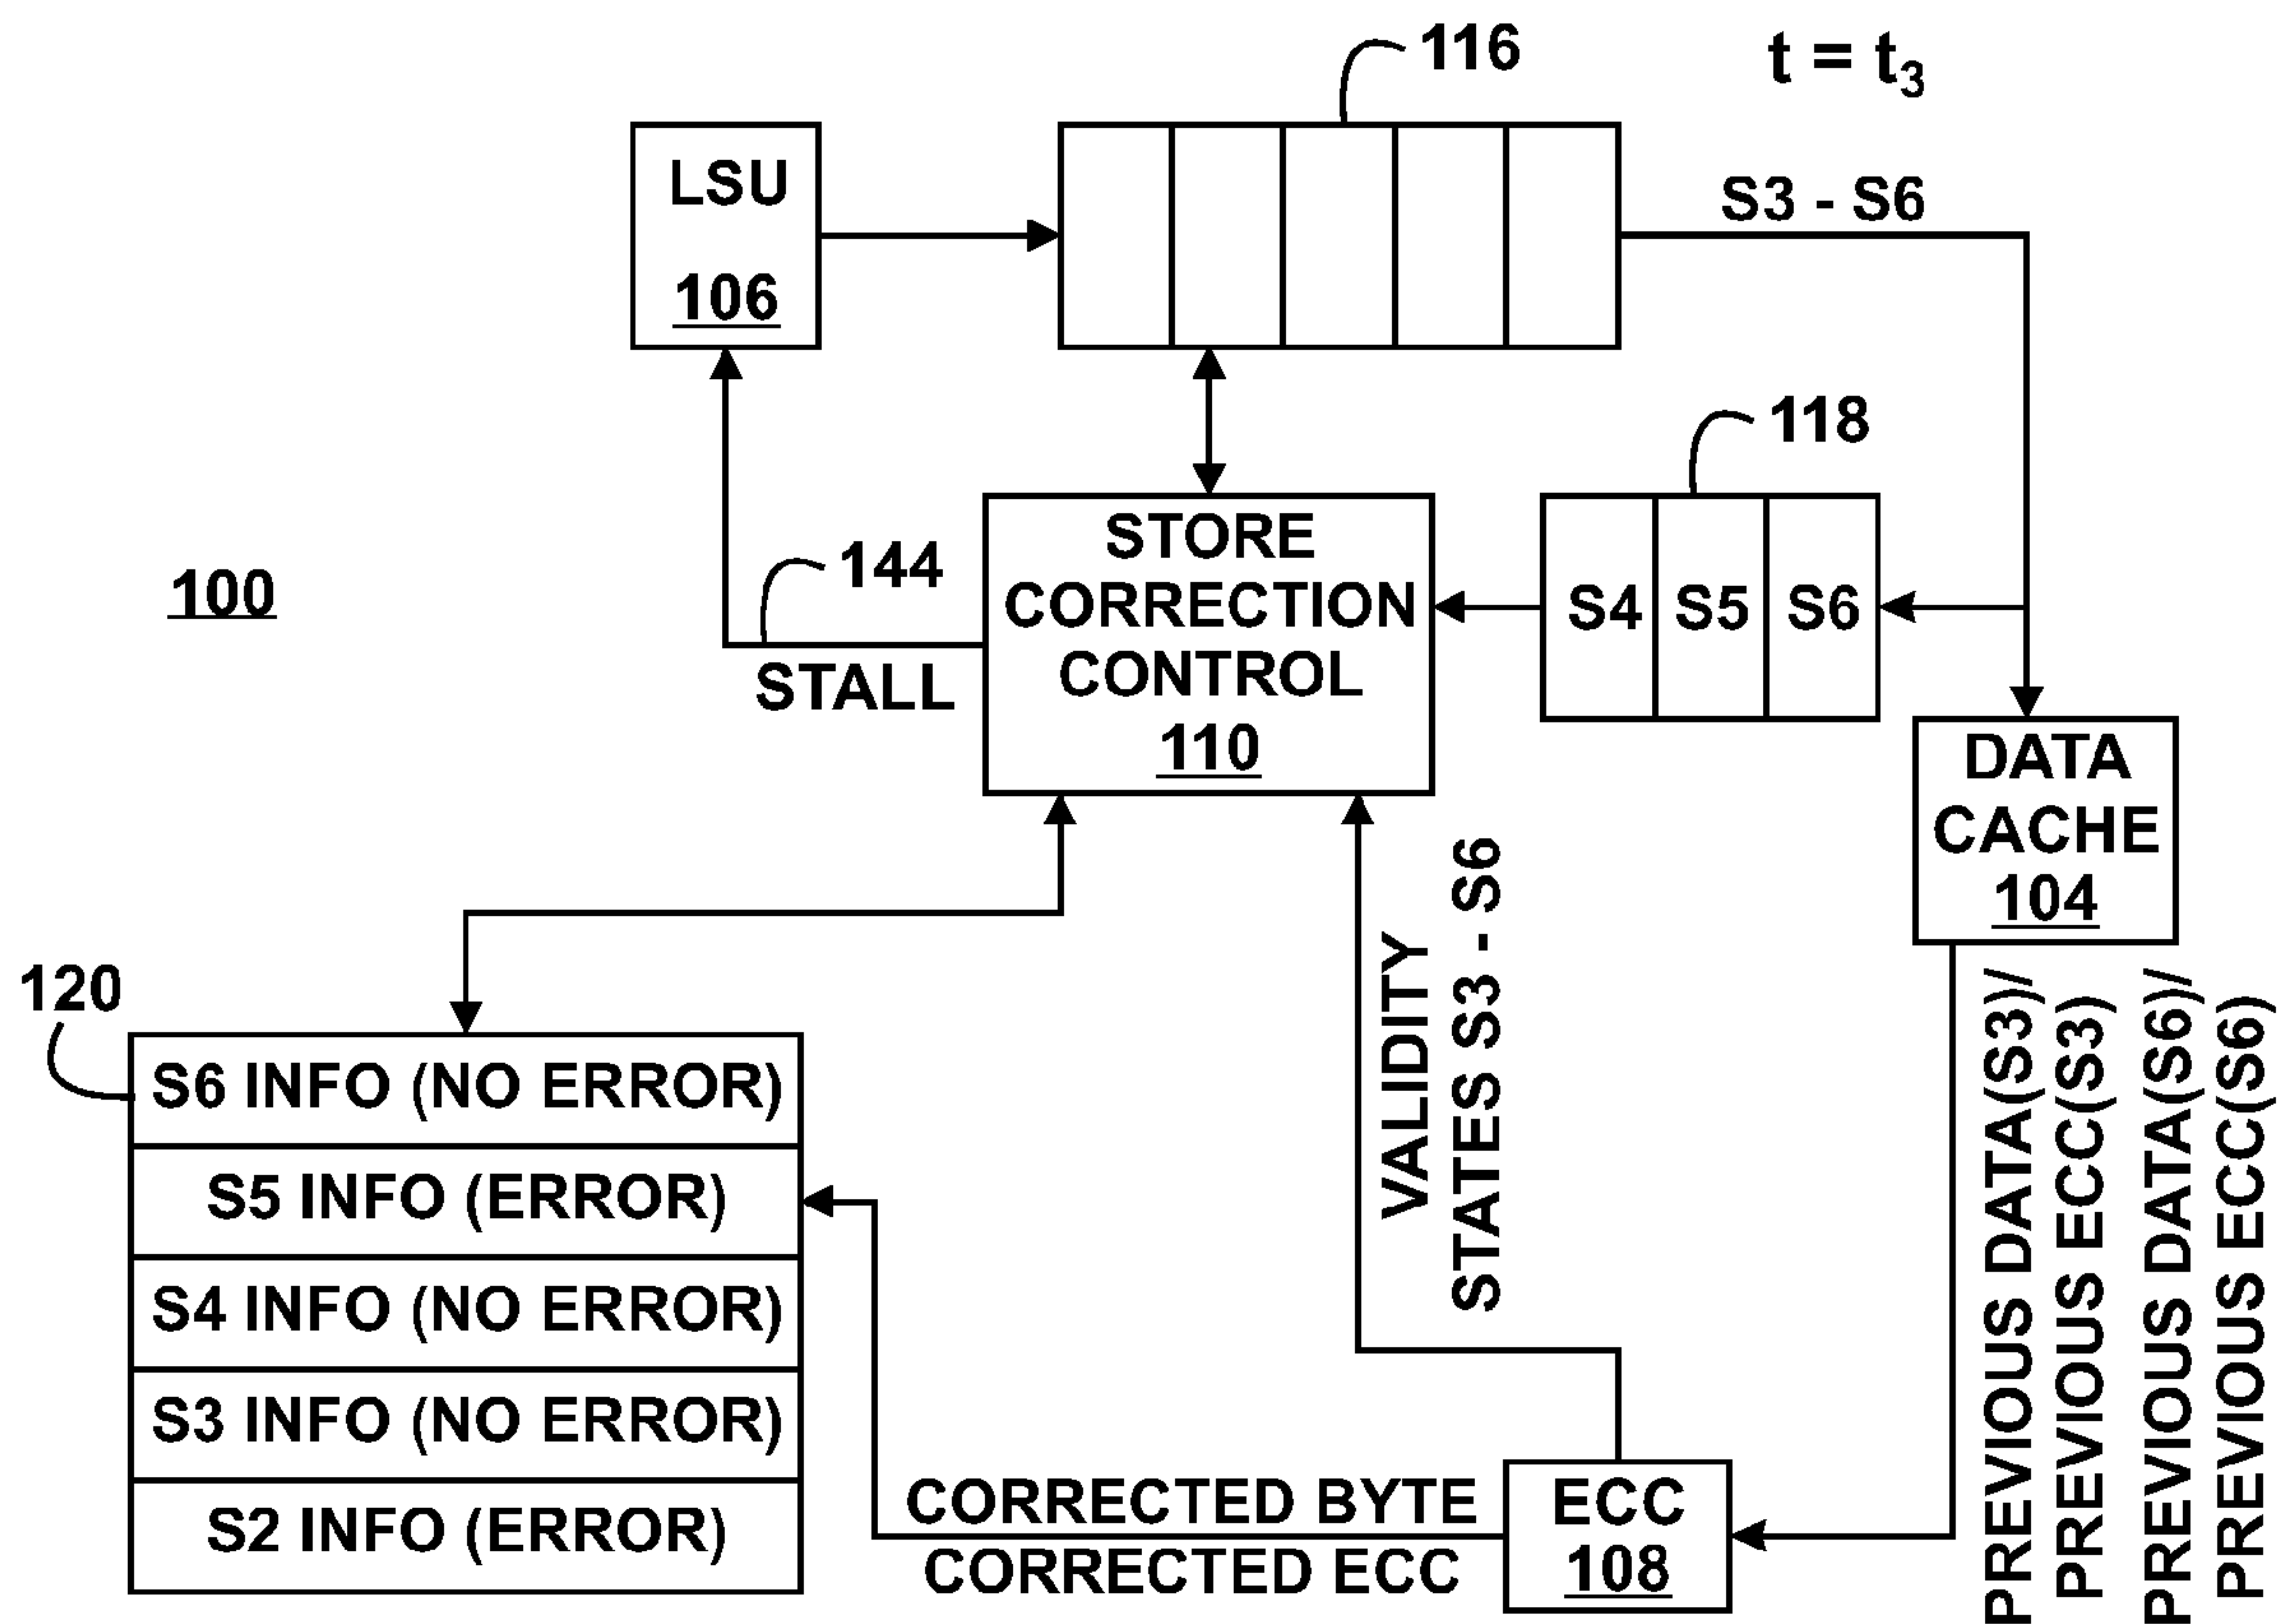 116
t = t3
LSU
106
S3 - S6
118
144
STORE
CORRECTION
CONTROL
110
S4 S5 S6
100
STALL
DATA
CACHE
104
120
S6 INFO (NO ERROR)
S5 INFO (ERROR)
S4 INFO (NO ERROR)
S3 INFO (NO ERROR)
S2 INFO (ERROR)
VALIDITY
STATES S3 - S6
PREVIOUS DATA(S3)/
PREVIOUS ECC(S3)
PREVIOUS DATA(S6)/
PREVIOUS ECC(S6)
CORRECTED BYTE
CORRECTED ECC
ECC
108